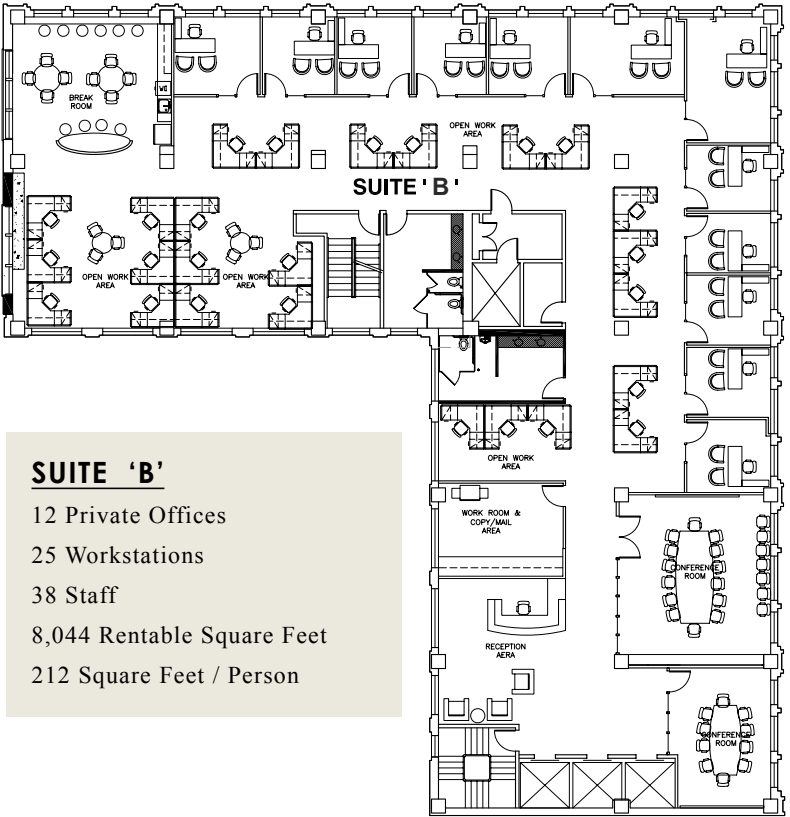 BREAK
ROOM
WC
OPEN WORK
AREA
SUITE 'B'
OPEN WORK
AREA
OPEN WORK
AREA
OPEN WORK
AREA
WORK ROOM &
COPY/MAIL
AREA
CONFERENCE
ROOM
RECEPTION
AERA
CONFERENCE
ROOM
SUITE ‘B’
12 Private Offices
25 Workstations
38 Staff
8,044 Rentable Square Feet
212 Square Feet / Person